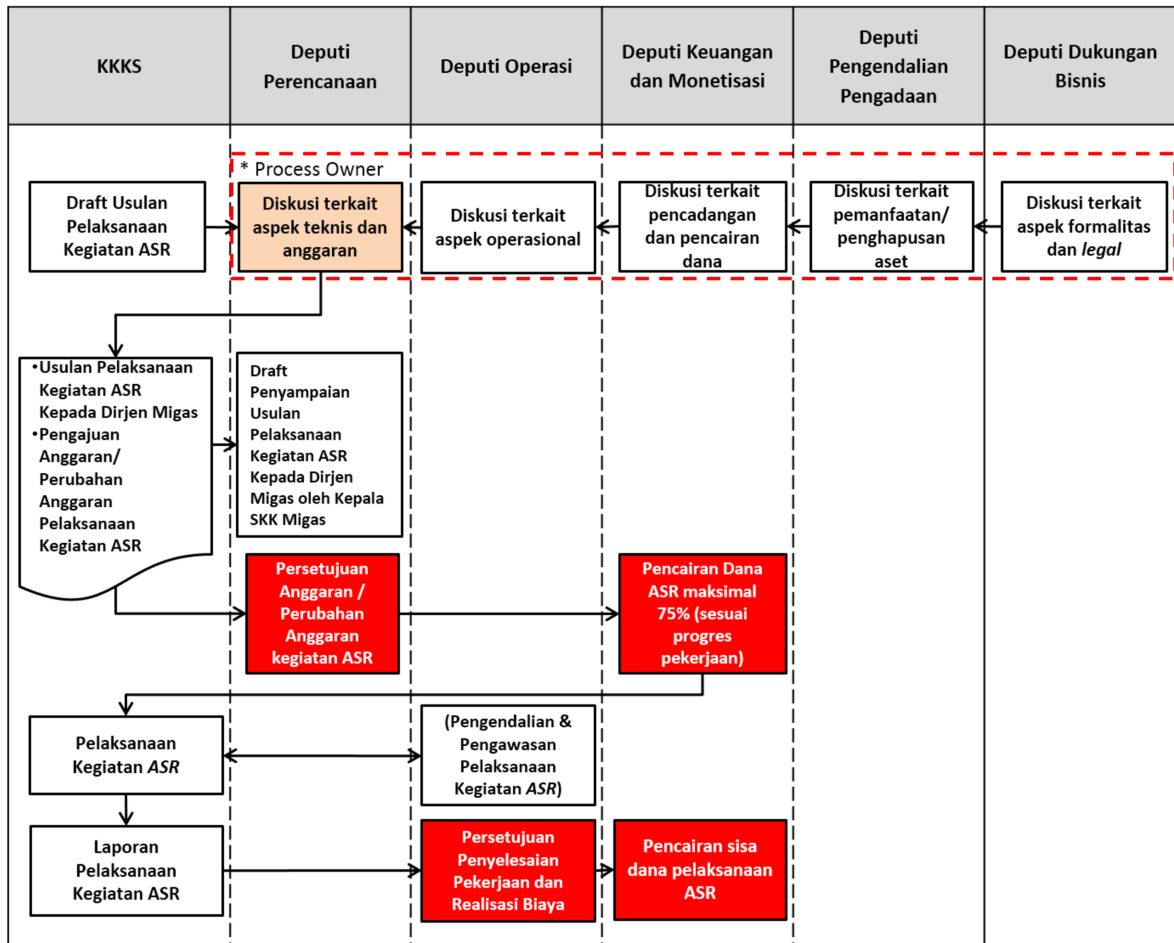 KKKS
Deputi
Perencanaan
Deputi Operasi
Deputi Keuangan
dan Monetisasi
Deputi
Pengendalian
Pengadaan
Deputi Dukungan
Bisnis
* Process Owner
Draft Usulan
Pelaksanaan
Kegiatan ASR
Diskusi terkait
aspek teknis dan
anggaran
Diskusi terkait
aspek operasional
Diskusi terkait
pencadangan
dan pencairan
dana
Diskusi terkait
pemanfaatan/
penghapusan
aset
Diskusi terkait
aspek formalitas
dan legal
•Usulan Pelaksanaan
Kegiatan ASR
Kepada Dirjen Migas
•Pengajuan
Anggaran/
Perubahan
Anggaran
Pelaksanaan
Kegiatan ASR
Draft
Penyampaian
Usulan
Pelaksanaan
Kegiatan ASR
Kepada Dirjen
Migas oleh Kepala
SKK Migas
Persetujuan
Anggaran /
Perubahan
Anggaran
kegiatan ASR
Pencairan Dana
ASR maksimal
75% (sesuai
progres
pekerjaan)
Pelaksanaan
Kegiatan ASR
(Pengendalian &
Pengawasan
Pelaksanaan
Kegiatan ASR)
Laporan
Pelaksanaan
Kegiatan ASR
Persetujuan
Penyelesaian
Pekerjaan dan
Realisasi Biaya
Pencairan sisa
dana pelaksanaan
ASR